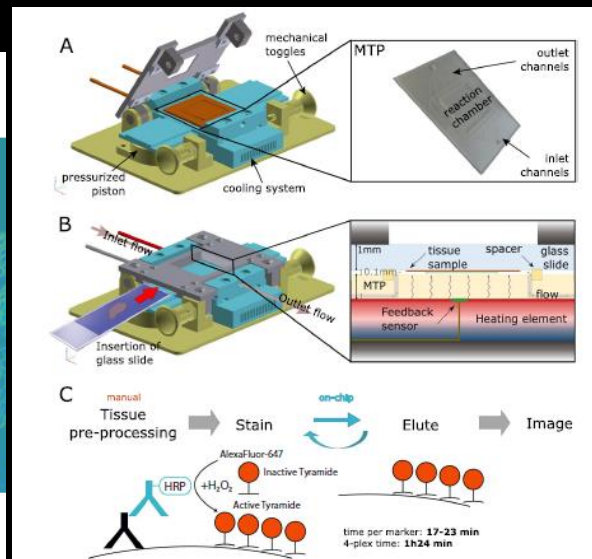 A
mechanical
toggles
pressurized
piston
cooling system
MTP
outlet
channels
reaction
chamber
inlet
channels
B
Inlet flow
Outlet flow
Insertion of
glass slide
1mm
0.1mm
tissue
sample
spacer
glass
slide
MTP
flow
Feedback
sensor
Heating element
C
manual
Tissue
pre-processing
Stain
on-chip
Elute
Image
AlexaFluor-647
HRP
+H₂O₂
Inactive Tyramide
Active Tyramide
time per marker: 17-23 min
4-plex time: 1h24 min